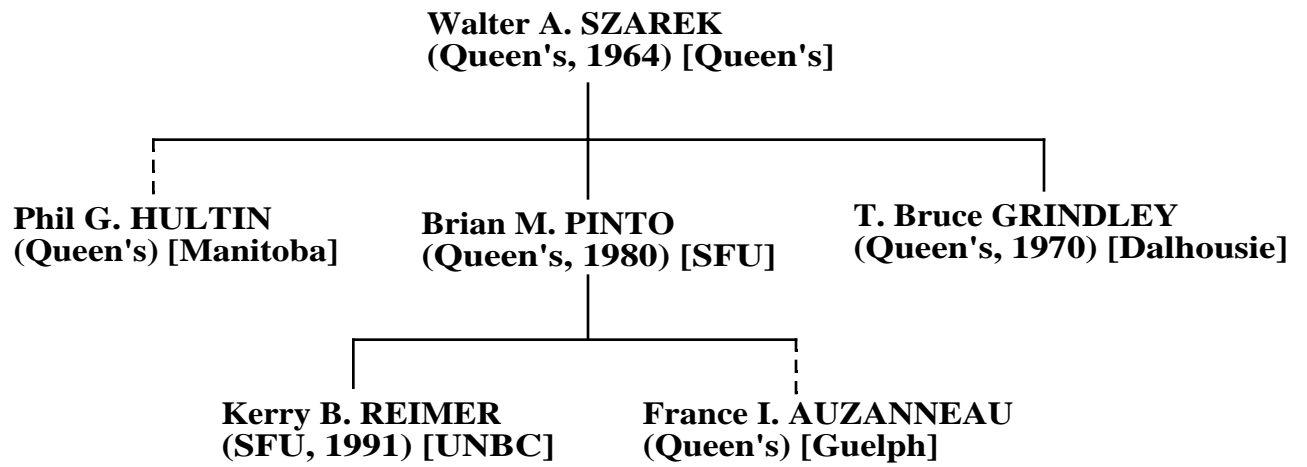 Walter A. SZAREK
(Queen's, 1964) [Queen's]
Phil G. HULTIN
(Queen's) [Manitoba]
Brian M. PINTO
(Queen's, 1980) [SFU]
T. Bruce GRINDLEY
(Queen's, 1970) [Dalhousie]
Kerry B. REIMER
(SFU, 1991) [UNBC]
France I. AUZANNEAU
(Queen's) [Guelph]